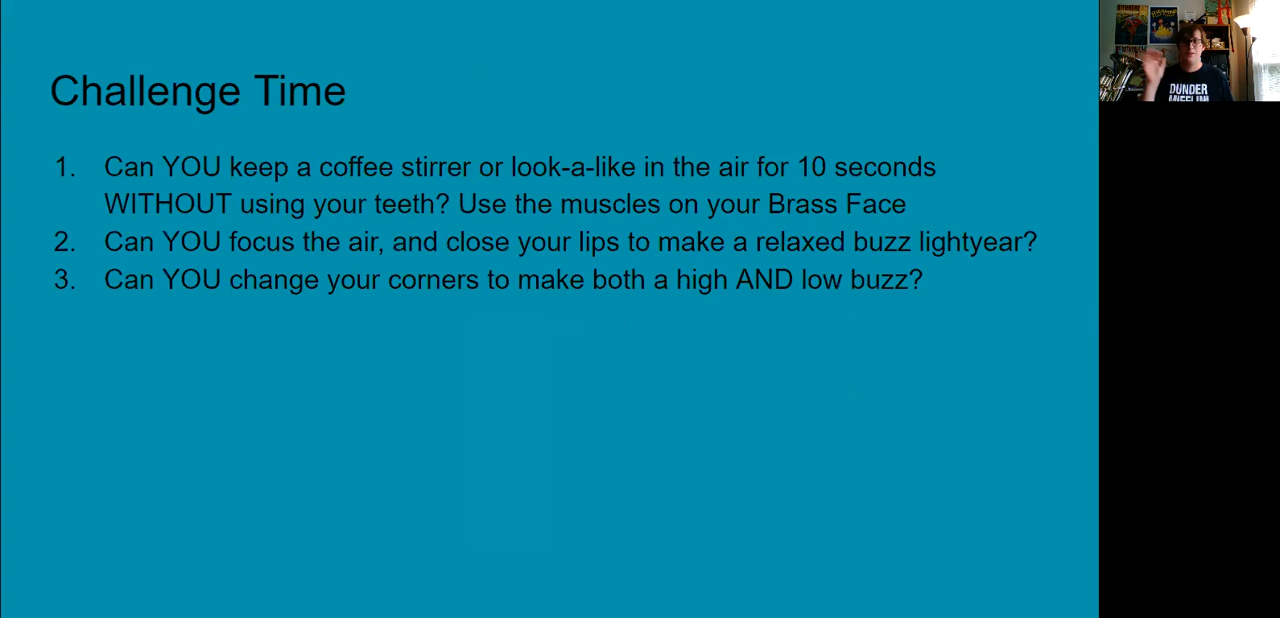 Challenge Time
1. Can YOU keep a coffee stirrer or look-a-like in the air for 10 seconds
WITHOUT using your teeth? Use the muscles on your Brass Face
2. Can YOU focus the air, and close your lips to make a relaxed buzz lightyear?
3. Can YOU change your corners to make both a high AND low buzz?
DUNDER
MIFFLIN